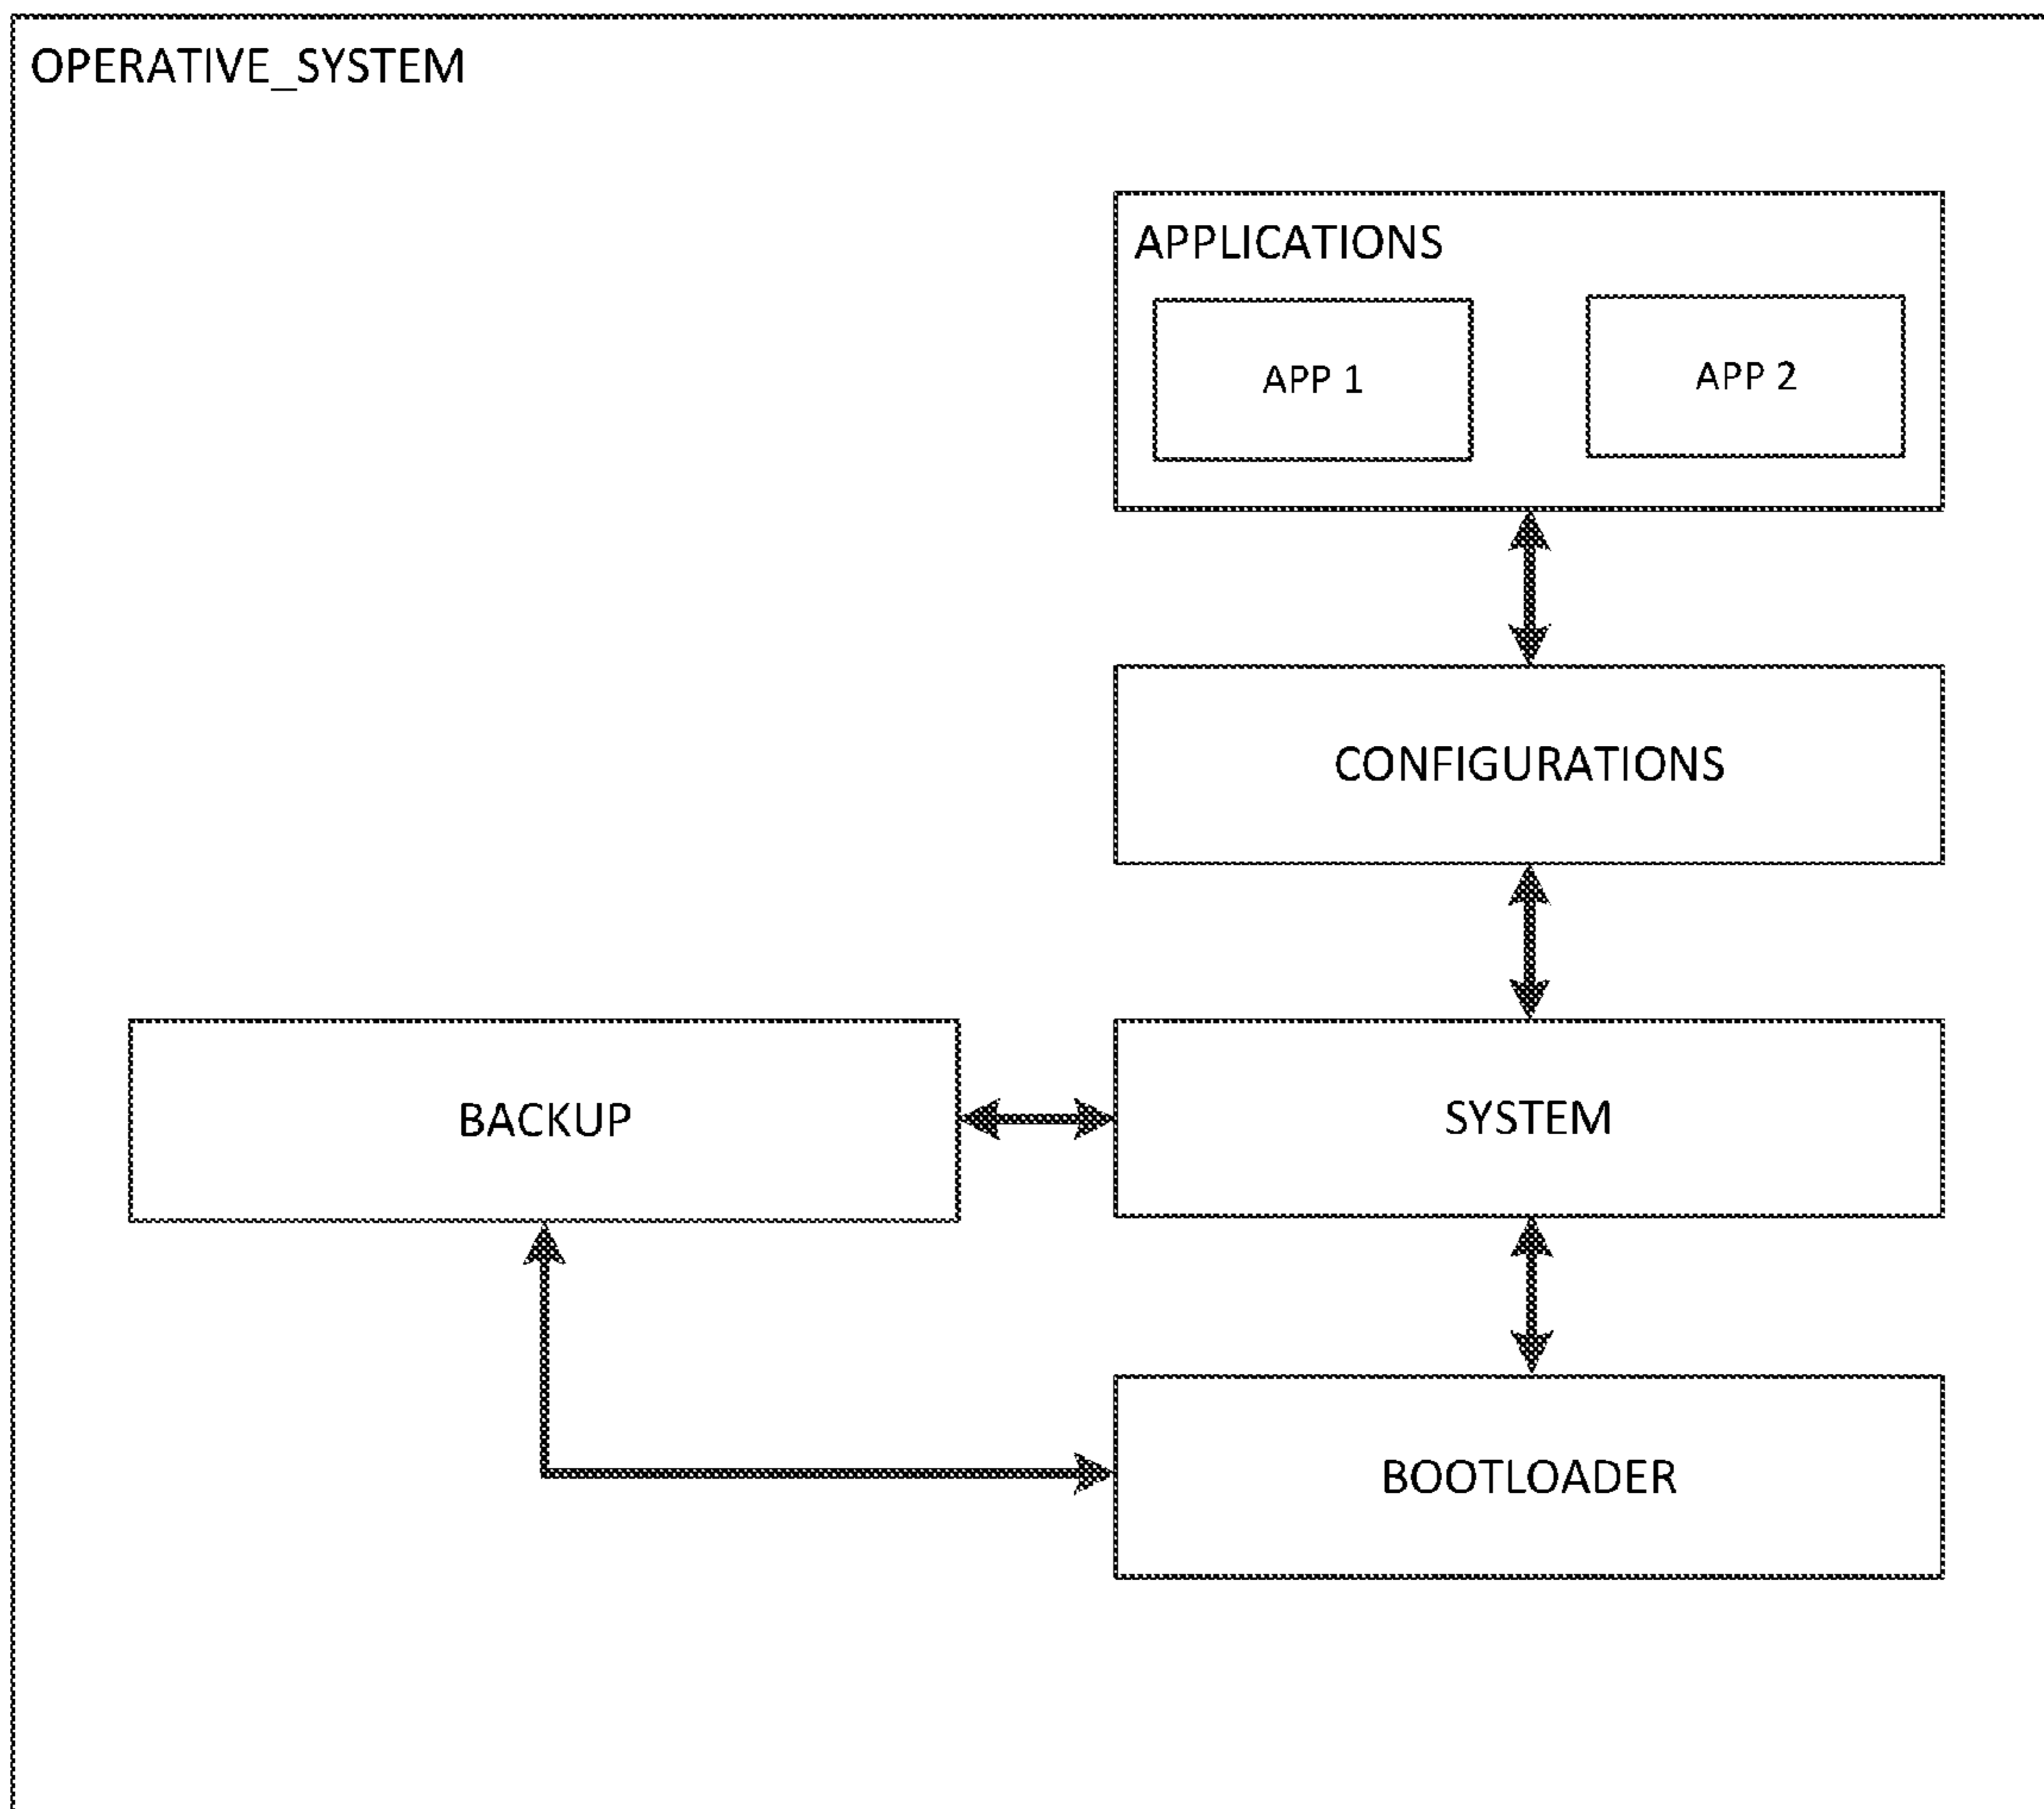 OPERATIVE_SYSTEM
APPLICATIONS
APP 1
APP 2
CONFIGURATIONS
BACKUP
SYSTEM
BOOTLOADER